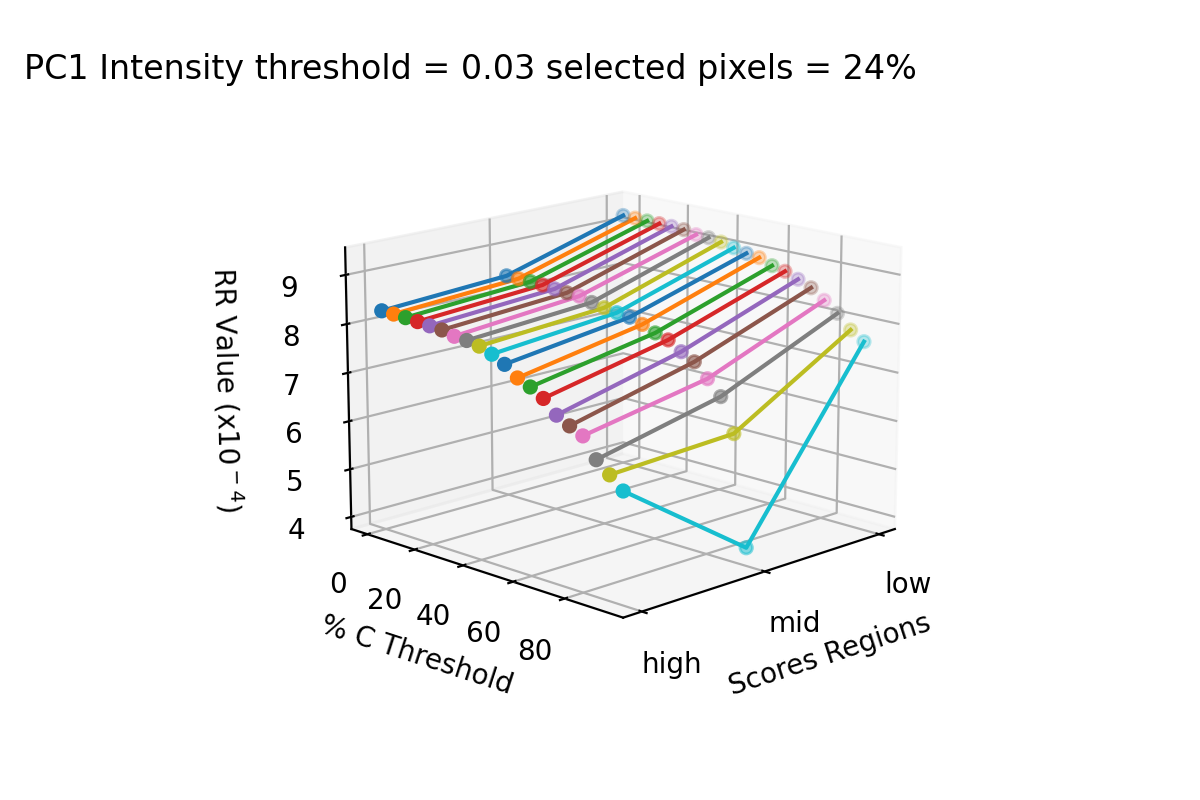 PC1 Intensity threshold = 0.03 selected pixels = 24%
RR Value (x10⁻⁴)
9
8
7
6
5
4
0
20
40
60
80
% C Threshold
low
mid
high
Scores Regions